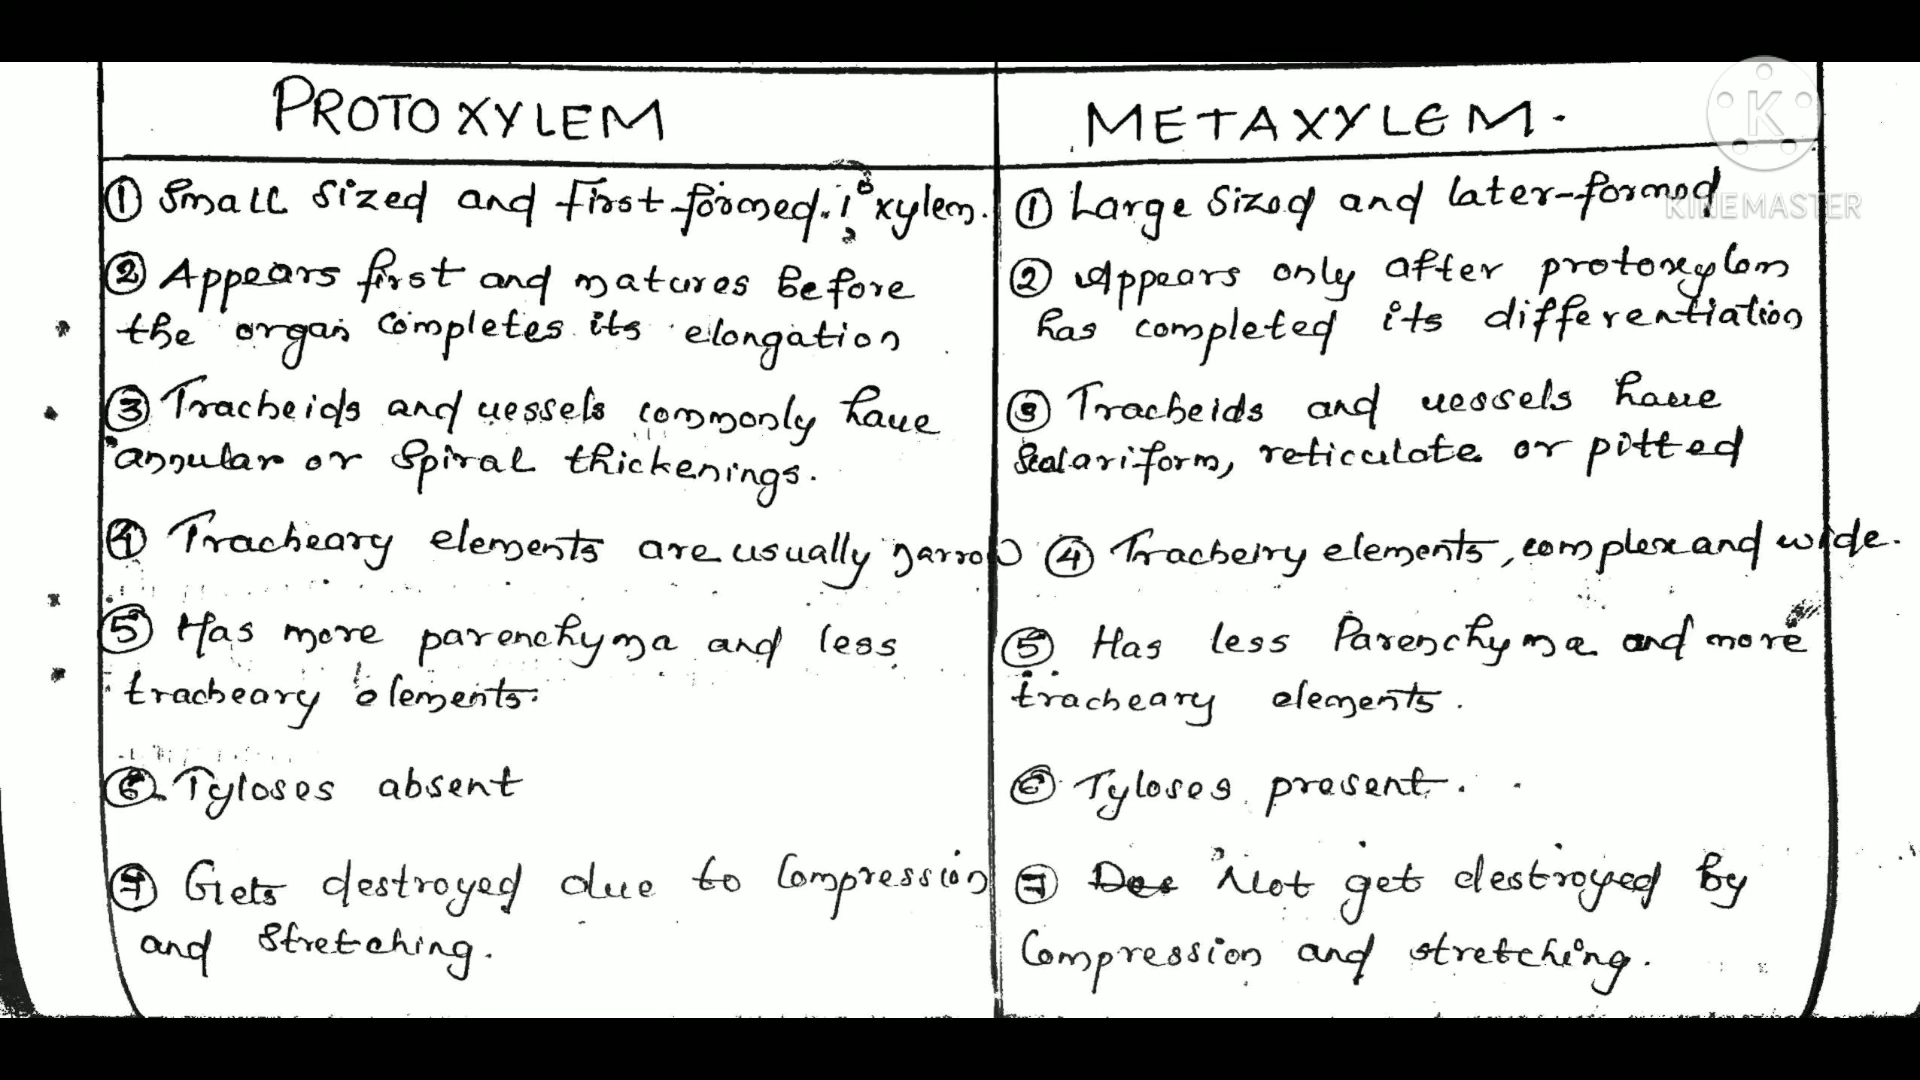 PROTOXYLEM
① Small sized and first-formed. xylem.
② Appears first and matures before
the organ completes its elongation
③ Tracheids and vessels commonly have
annular or spiral thickenings.
④ Tracheary elements are usually narrow
⑤ Has more parenchyma and less
tracheary elements.
⑥ Tyloses absent
⑦ Gets destroyed due to compression
and stretching.
METAXYLEM.
① Large sized and later-formed
② Appears only after protoxylem
has completed its differentiation
③ Tracheids and vessels have
Scalariform, reticulate or pitted
④ Tracheiry elements, complex and wide.
⑤ Has less Parenchyma and more
tracheary elements.
⑥ Tyloses present.
⑦ Not get destroyed by
Compression and stretching.
K
KINEMASTER